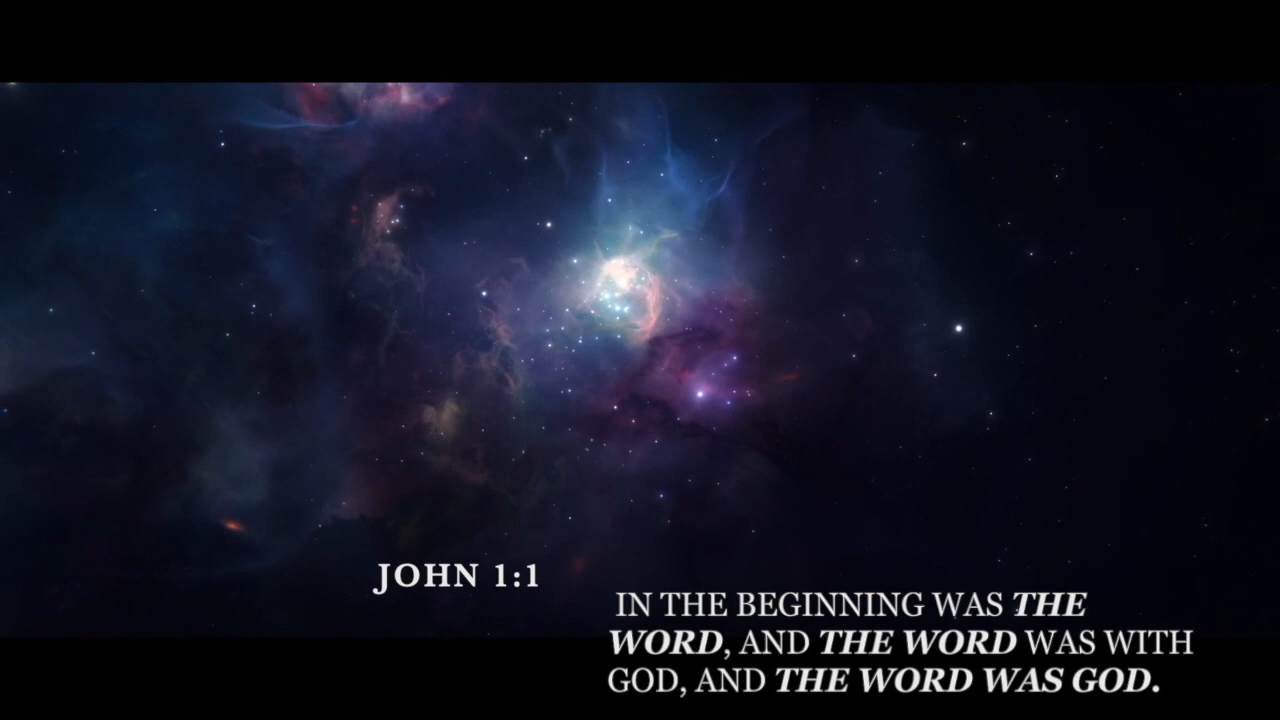 JOHN 1:1
IN THE BEGINNING WAS THE
WORD, AND THE WORD WAS WITH
GOD, AND THE WORD WAS GOD.